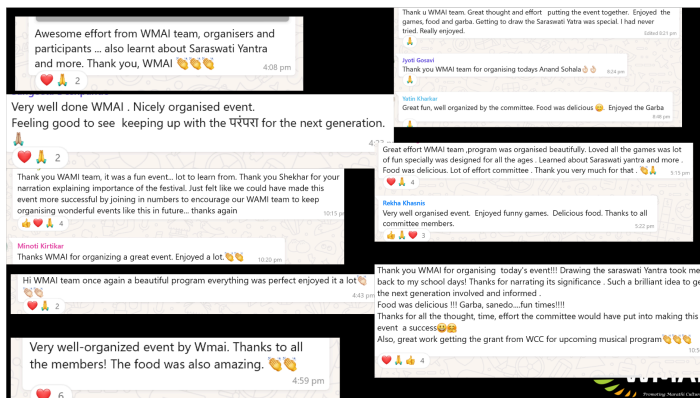 Awesome effort from WMAI team, organisers and
participants ... also learnt about Saraswati Yantra
and more. Thank you, WMAI 👏👏👏
4:08 pm
❤️🙏 2
Very well done WMAI . Nicely organised event.
Feeling good to see keeping up with the परंपरा for the next generation.
🙏
❤️🙏 2
Thank you WAMI team, it was a fun event... lot to learn from. Thank you Shekhar for your
narration explaining importance of the festival. Just felt like we could have made this
event more successful by joining in numbers to encourage our WAMI team to keep
organising wonderful events like this in future... thanks again
10:15 p
👍❤️🙏 4
Minoti Kirtikar
Thanks WMAI for organizing a great event. Enjoyed a lot.👏👏
10:20 pm
Hi WMAI team once again a beautiful program everything was perfect enjoyed it a lot👏
👏👏
4:43 pm
❤️🙏 2
Very well-organized event by Wmai. Thanks to all
the members! The food was also amazing. 👏👏
4:59 pm
❤️ 6
Thank u WMAI team. Great thought and effort putting the event together. Enjoyed the
games, food and garba. Getting to draw the Saraswati Yatra was special. I had never
tried. Really enjoyed.
Edited 8:21 pm
🙏
Jyoti Gosavi
Thank you WMAI team for organising todays Anand Sohala👌👌
8:24 pm
Yatin Kharkar
Great fun, well organized by the committee. Food was delicious 😋. Enjoyed the Garba
8:48 pm
🙏
Great effort WMAI team ,program was organised beautifully. Loved all the games was lot
of fun specially was designed for all the ages . Learned about Saraswati yantra and more .
Food was delicious. Lot of effort committee . Thank you very much for that . 👏🙏
5:15 pm
❤️🙏 4
Rekha Khasnis
Very well organised event. Enjoyed funny games. Delicious food. Thanks to all
committee members.
5:22 pm
👍🙏❤️ 3
Thank you WMAI for organising today's event!!! Drawing the saraswati Yantra took me
back to my school days! Thanks for narrating its significance . Such a brilliant idea to ge
the next generation involved and informed .
Food was delicious !!! Garba, sanedo....fun times!!!!
Thanks for all the thought, time, effort the committee would have put into making this
event a success😀😊
Also, great work getting the grant from WCC for upcoming musical program👏👏👏
10:5
❤️🙏👍 4
Promoting Marathi Cultur